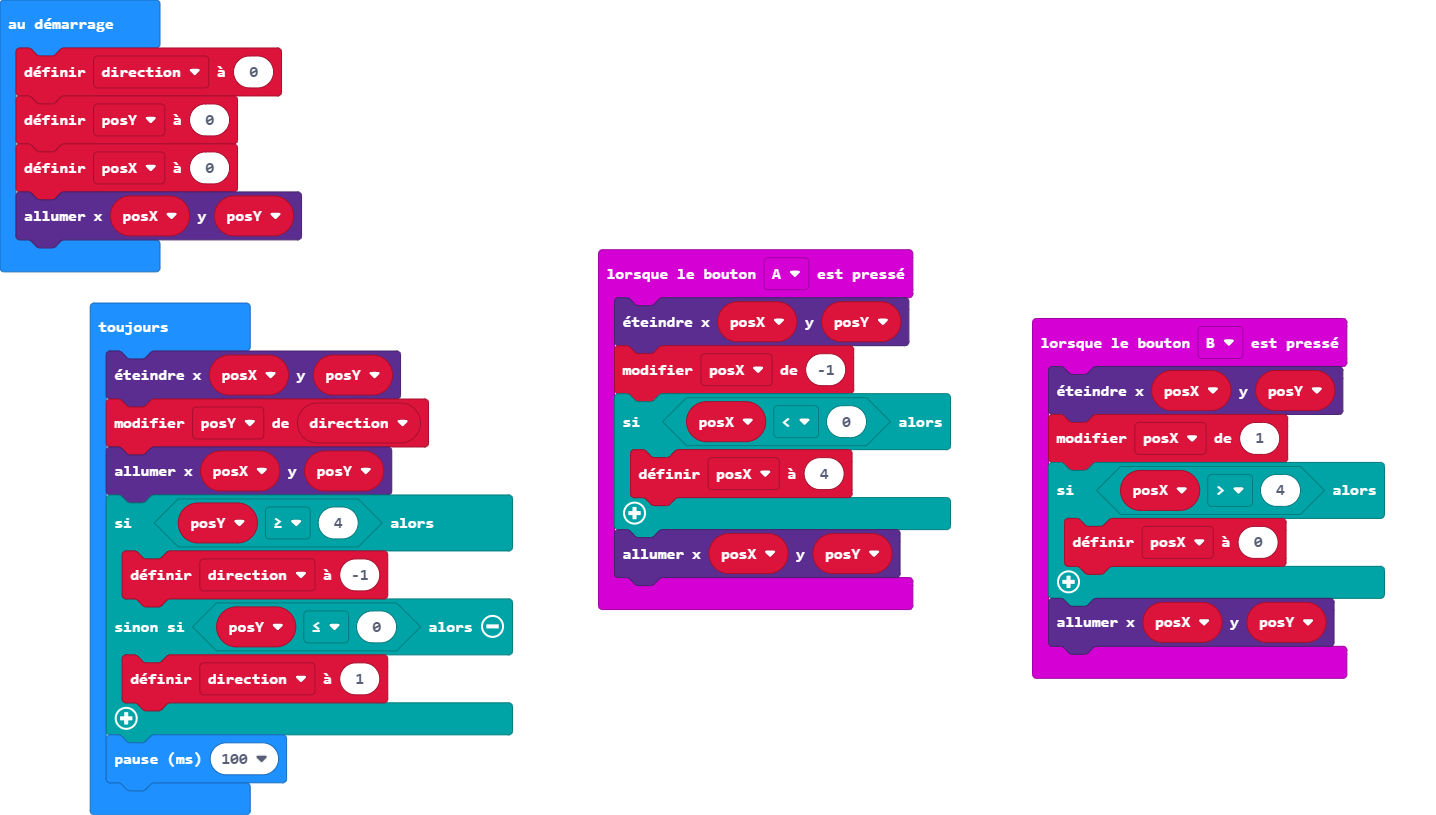 au démarrage
définir direction à 0
définir posY à 0
définir posX à 0
allumer x posX y posY
toujours
éteindre x posX y posY
modifier posY de direction
allumer x posX y posY
si posY ≥ 4 alors
définir direction à -1
sinon si posY ≤ 0 alors
définir direction à 1
pause (ms) 100
lorsque le bouton A est pressé
éteindre x posX y posY
modifier posX de -1
si posX < 0 alors
définir posX à 4
allumer x posX y posY
lorsque le bouton B est pressé
éteindre x posX y posY
modifier posX de 1
si posX > 4 alors
définir posX à 0
allumer x posX y posY